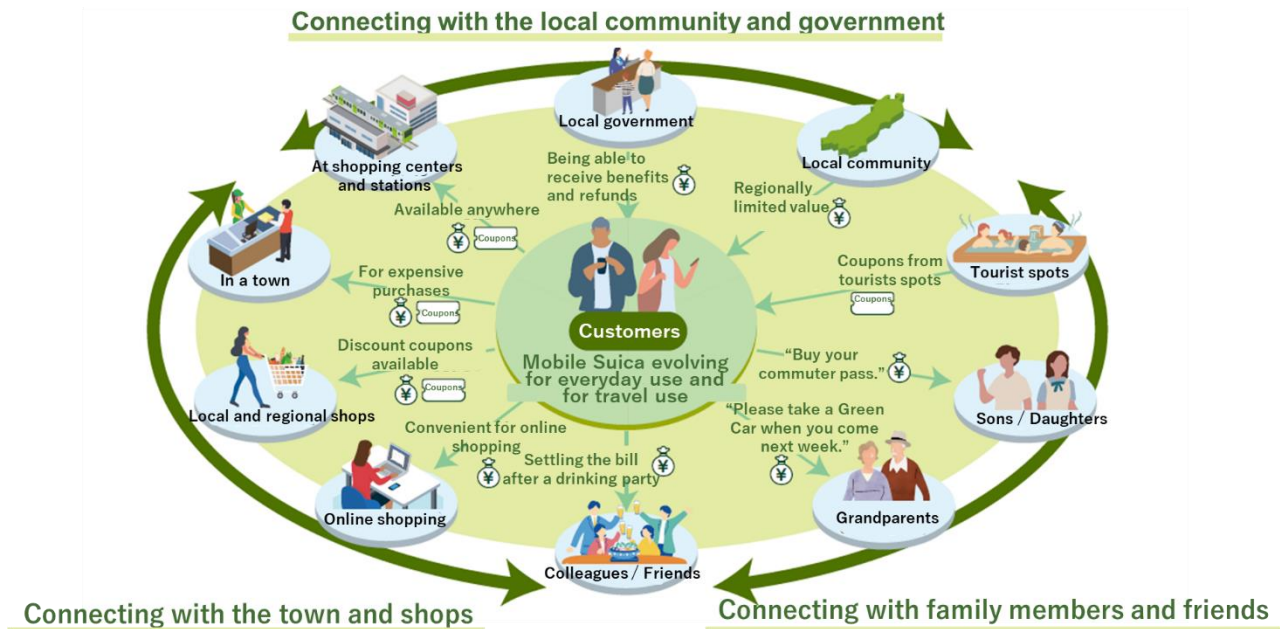 Connecting with the local community and government
Local government
At shopping centers
and stations
Local community
Being able to
receive benefits
and refunds
¥
Regionally
limited value
¥
Available anywhere
¥
Coupons
In a town
Tourist spots
Coupons from
tourists spots
Coupons
For expensive
purchases
¥
Coupons
Customers
Mobile Suica evolving
for everyday use and
for travel use
Discount coupons
available
¥
Coupons
Local and regional shops
“Buy your
commuter pass.”
¥
Sons / Daughters
“Please take a Green
Car when you come
next week.”
¥
Grandparents
Convenient for online
shopping
¥
Online shopping
Settling the bill
after a drinking party
¥
Colleagues / Friends
Connecting with the town and shops
Connecting with family members and friends